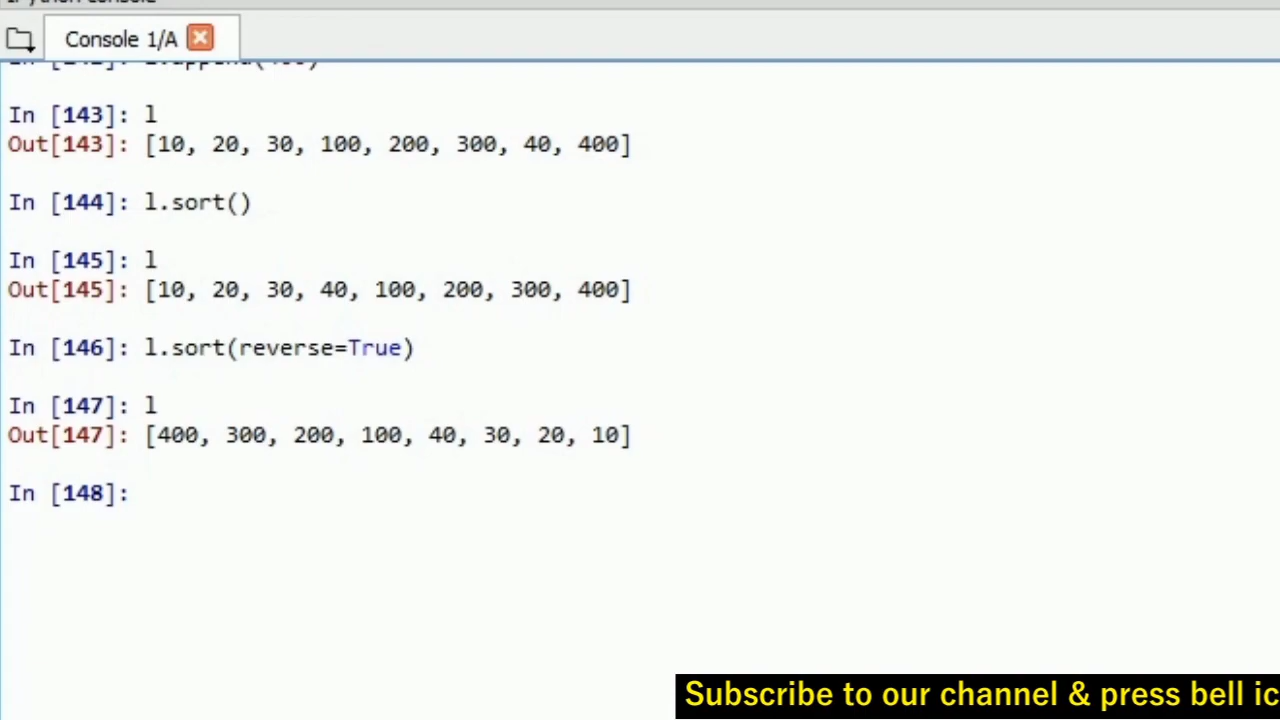 Console 1/A
In [143]: l
Out[143]: [10, 20, 30, 100, 200, 300, 40, 400]
In [144]: l.sort()
In [145]: l
Out[145]: [10, 20, 30, 40, 100, 200, 300, 400]
In [146]: l.sort(reverse=True)
In [147]: l
Out[147]: [400, 300, 200, 100, 40, 30, 20, 10]
In [148]:
Subscribe to our channel & press bell ic